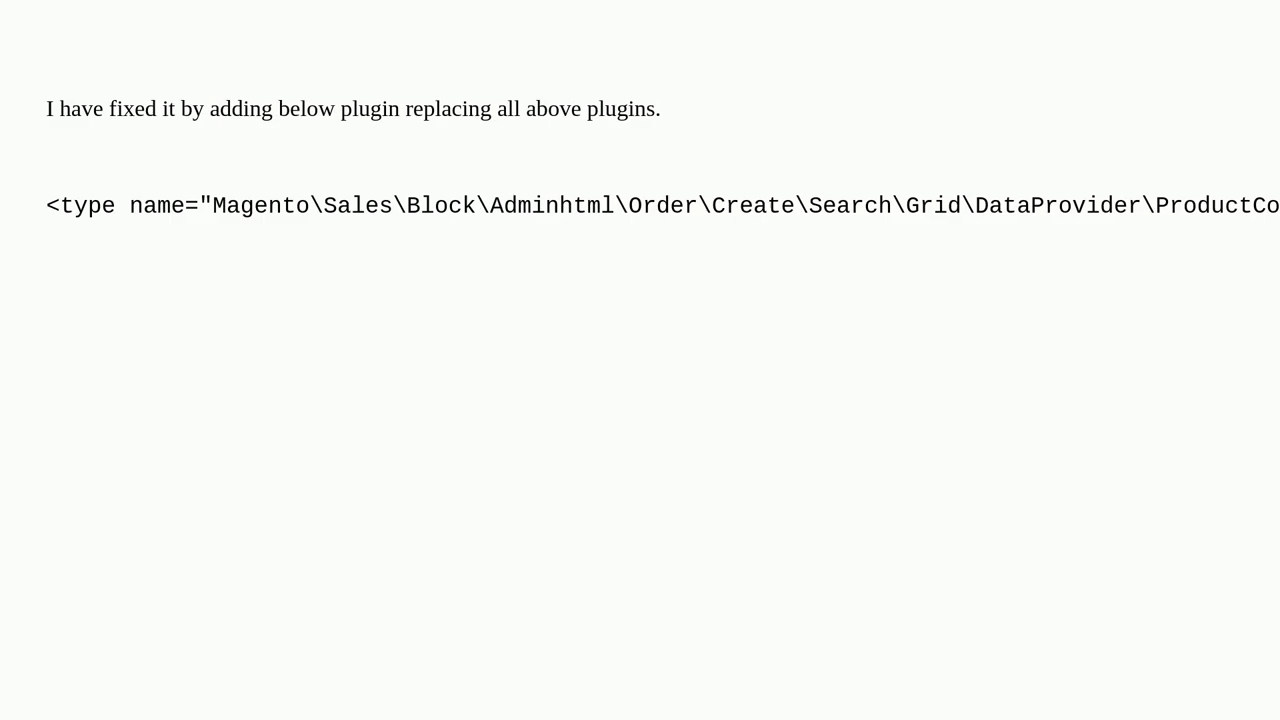 I have fixed it by adding below plugin replacing all above plugins.
<type name="Magento\Sales\Block\Adminhtml\Order\Create\Search\Grid\DataProvider\ProductCo